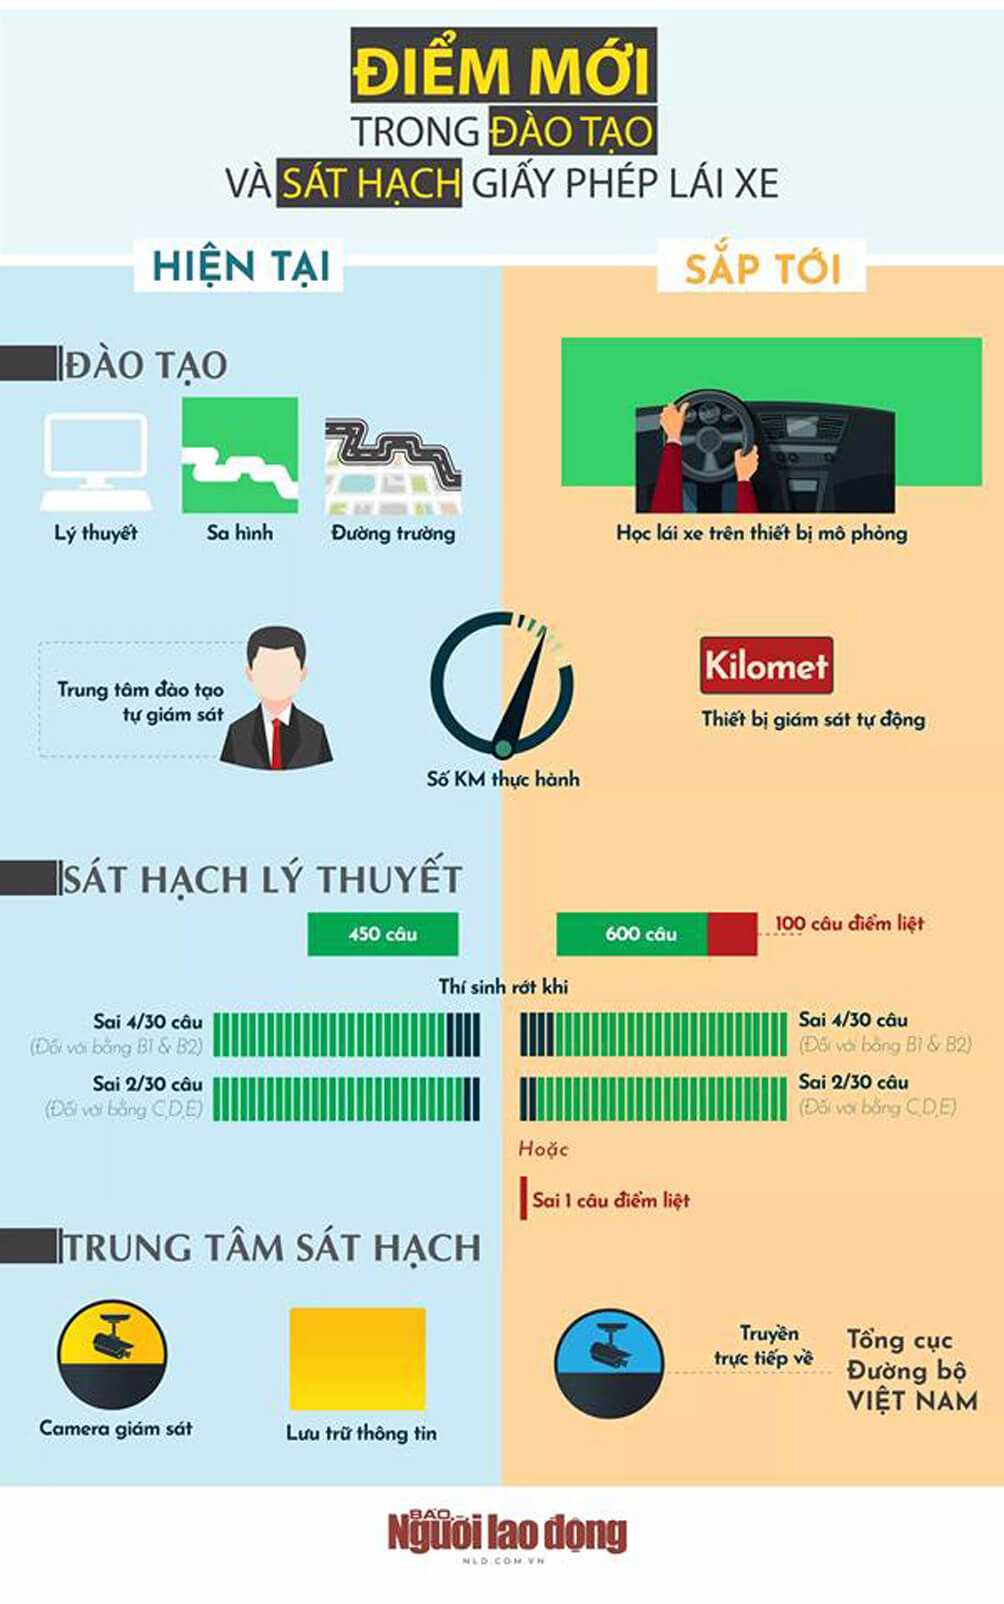 ĐIỂM MỚI
TRONG ĐÀO TẠO
VÀ SÁT HẠCH GIẤY PHÉP LÁI XE
HIỆN TẠI
SẮP TỚI
ĐÀO TẠO
Lý thuyết
Sa hình
Đường trường
Học lái xe trên thiết bị mô phỏng
Trung tâm đào tạo
tự giám sát
Số KM thực hành
Kilomet
Thiết bị giám sát tự động
SÁT HẠCH LÝ THUYẾT
450 câu
600 câu
100 câu điểm liệt
Thí sinh rớt khi
Sai 4/30 câu
(Đối với bằng B1 & B2)
Sai 2/30 câu
(Đối với bằng C,D,E)
Sai 4/30 câu
(Đối với bằng B1 & B2)
Sai 2/30 câu
(Đối với bằng C,D,E)
Hoặc
Sai 1 câu điểm liệt
TRUNG TÂM SÁT HẠCH
Camera giám sát
Lưu trữ thông tin
Truyền
trực tiếp về
Tổng cục
Đường bộ
VIỆT NAM
BÁO
Người lao động
NLD.COM.VN